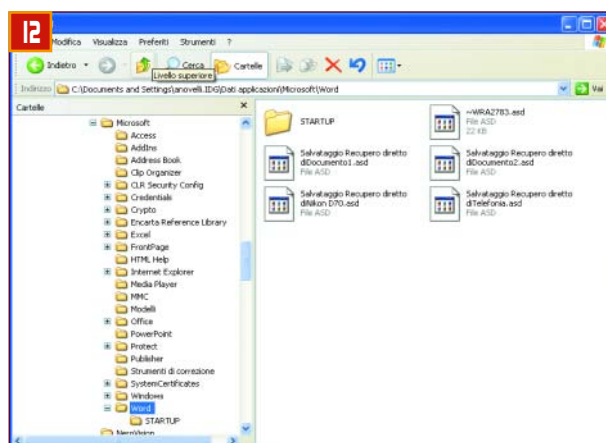 12
Modifica Visualizza Preferiti Strumenti ?
Indietro Cerca Cartelle
Livello superiore
Indirizzo C:\Documents and Settings\anovelli.IDG\Dati applicazioni\Microsoft\Word Vai
Cartelle
Microsoft
Access
AddIns
Address Book
Clip Organizer
CLR Security Config
Credentials
Crypto
Encarta Reference Library
Excel
FrontPage
HTML Help
Internet Explorer
Media Player
MMC
Modelli
Office
PowerPoint
Protect
Publisher
Strumenti di correzione
SystemCertificates
Windows
Word
STARTUP
NeroVision
STARTUP
~WRA2783.asd
File ASD
22 KB
Salvataggio Recupero diretto
diDocumento1.asd
File ASD
Salvataggio Recupero diretto
diDocumento2.asd
File ASD
Salvataggio Recupero diretto
diNikon D70.asd
File ASD
Salvataggio Recupero diretto
diTelefonia.asd
File ASD